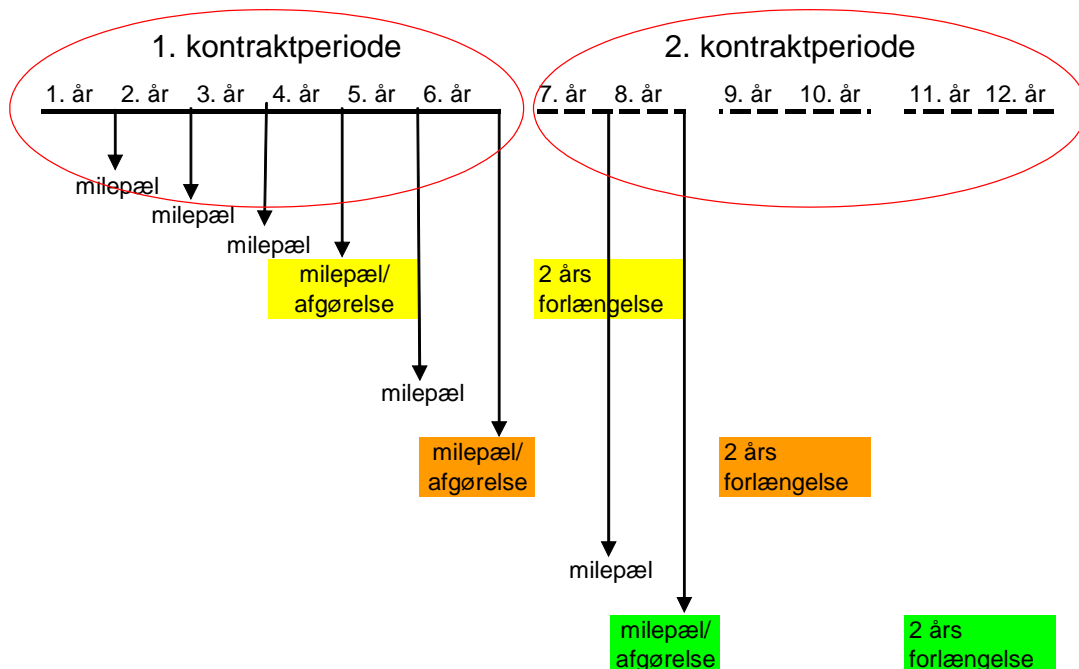 1. kontraktperiode
2. kontraktperiode
1. år 2. år 3. år 4. år 5. år 6. år 7. år 8. år 9. år 10. år 11. år 12. år
milepæl
milepæl
milepæl
milepæl/
afgørelse
2 års
forlængelse
milepæl
milepæl/
afgørelse
2 års
forlængelse
milepæl
milepæl/
afgørelse
2 års
forlængelse